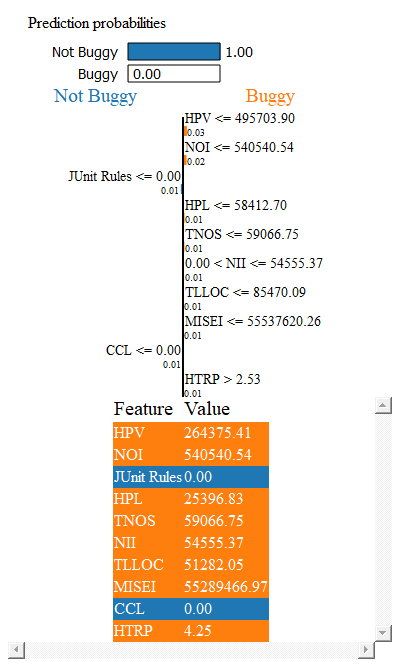 Prediction probabilities
Not Buggy 1.00
Buggy 0.00
Not Buggy Buggy
HPV <= 495703.90
0.03
NOI <= 540540.54
0.02
JUnit Rules <= 0.00
0.01
HPL <= 58412.70
0.01
TNOS <= 59066.75
0.01
0.00 < NII <= 54555.37
0.01
TLLOC <= 85470.09
0.01
MISEI <= 55537620.26
0.01
CCL <= 0.00
0.01
HTRP > 2.53
0.01
Feature Value
HPV 264375.41
NOI 540540.54
JUnit Rules 0.00
HPL 25396.83
TNOS 59066.75
NII 54555.37
TLLOC 51282.05
MISEI 55289466.97
CCL 0.00
HTRP 4.25